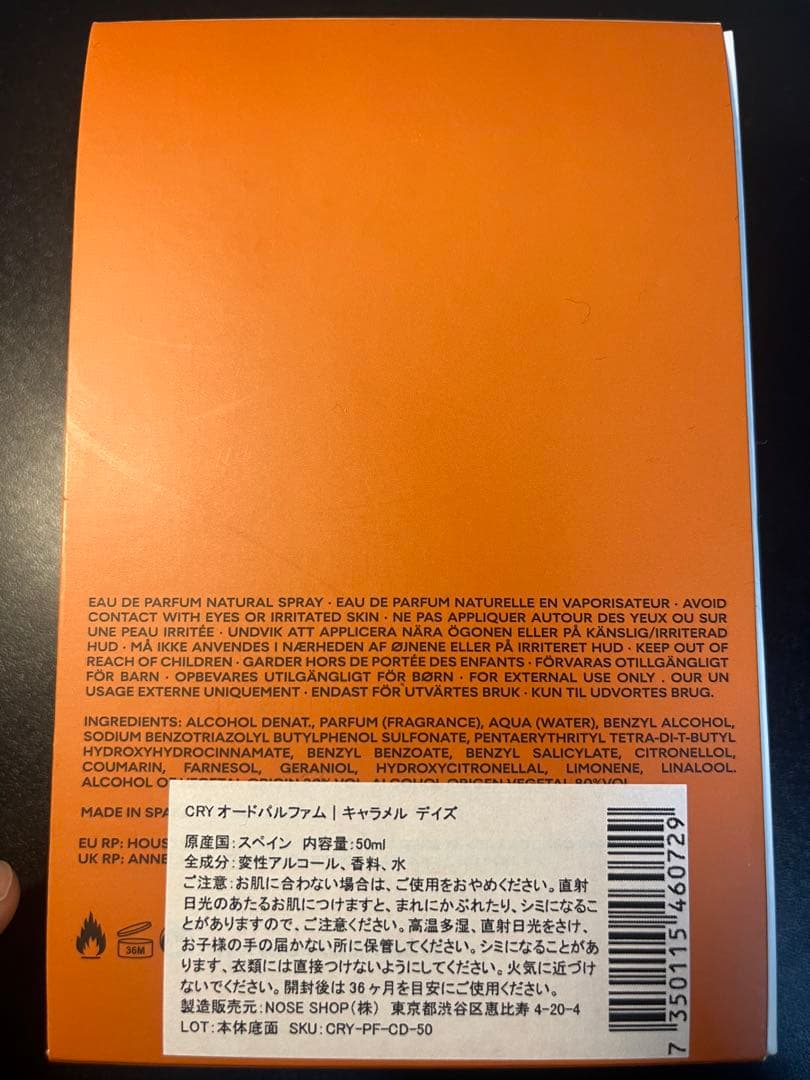 EAU DE PARFUM NATURAL SPRAY · EAU DE PARFUM NATURELLE EN VAPORISATEUR · AVOID
CONTACT WITH EYES OR IRRITATED SKIN · NE PAS APPLIQUER AUTOUR DES YEUX OU SUR
UNE PEAU IRRITÉE · UNDVIK ATT APPLICERA NÄRA ÖGONEN ELLER PÅ KÄNSLIG/IRRITERAD
HUD · MÅ IKKE ANVENDES I NÆRHEDEN AF ØJNENE ELLER PÅ IRRITERET HUD · KEEP OUT OF
REACH OF CHILDREN · GARDER HORS DE PORTÉE DES ENFANTS · FÖRVARAS OTILLGÄNGLIGT
FÖR BARN · OPBEVARES UTILGÆNGLIGT FOR BØRN · FOR EXTERNAL USE ONLY . OUR UN
USAGE EXTERNE UNIQUEMENT · ENDAST FÖR UTVÄRTES BRUK · KUN TIL UDVORTES BRUG.
INGREDIENTS: ALCOHOL DENAT., PARFUM (FRAGRANCE), AQUA (WATER), BENZYL ALCOHOL,
SODIUM BENZOTRIAZOLYL BUTYLPHENOL SULFONATE, PENTAERYTHRITYL TETRA-DI-T-BUTYL
HYDROXYHYDROCINNAMATE, BENZYL BENZOATE, BENZYL SALICYLATE, CITRONELLOL,
COUMARIN, FARNESOL, GERANIOL, HYDROXYCITRONELLAL, LIMONENE, LINALOOL.
ALCOHOL OF VEGETAL ORIGIN 80% VOL. ALCOHOL ORIGEN VEGETAL 80%VOL
MADE IN SPA
EU RP: HOUS
UK RP: ANNE
36M
CRY オードパルファム | キャラメル デイズ
原産国:スペイン 内容量:50ml
全成分:変性アルコール、香料、水
ご注意:お肌に合わない場合は、ご使用をおやめください。直射
日光のあたるお肌につけますと、まれにかぶれたり、シミになるこ
とがありますので、ご注意ください。高温多湿、直射日光をさけ、
お子様の手の届かない所に保管してください。シミになることがあ
ります、衣類には直接つけないようにしてください。火気に近づけ
ないでください。開封後は 36 ヶ月を目安にご使用ください。
製造販売元:NOSE SHOP(株) 東京都渋谷区恵比寿 4-20-4
LOT:本体底面 SKU:CRY-PF-CD-50
7 350115 460729